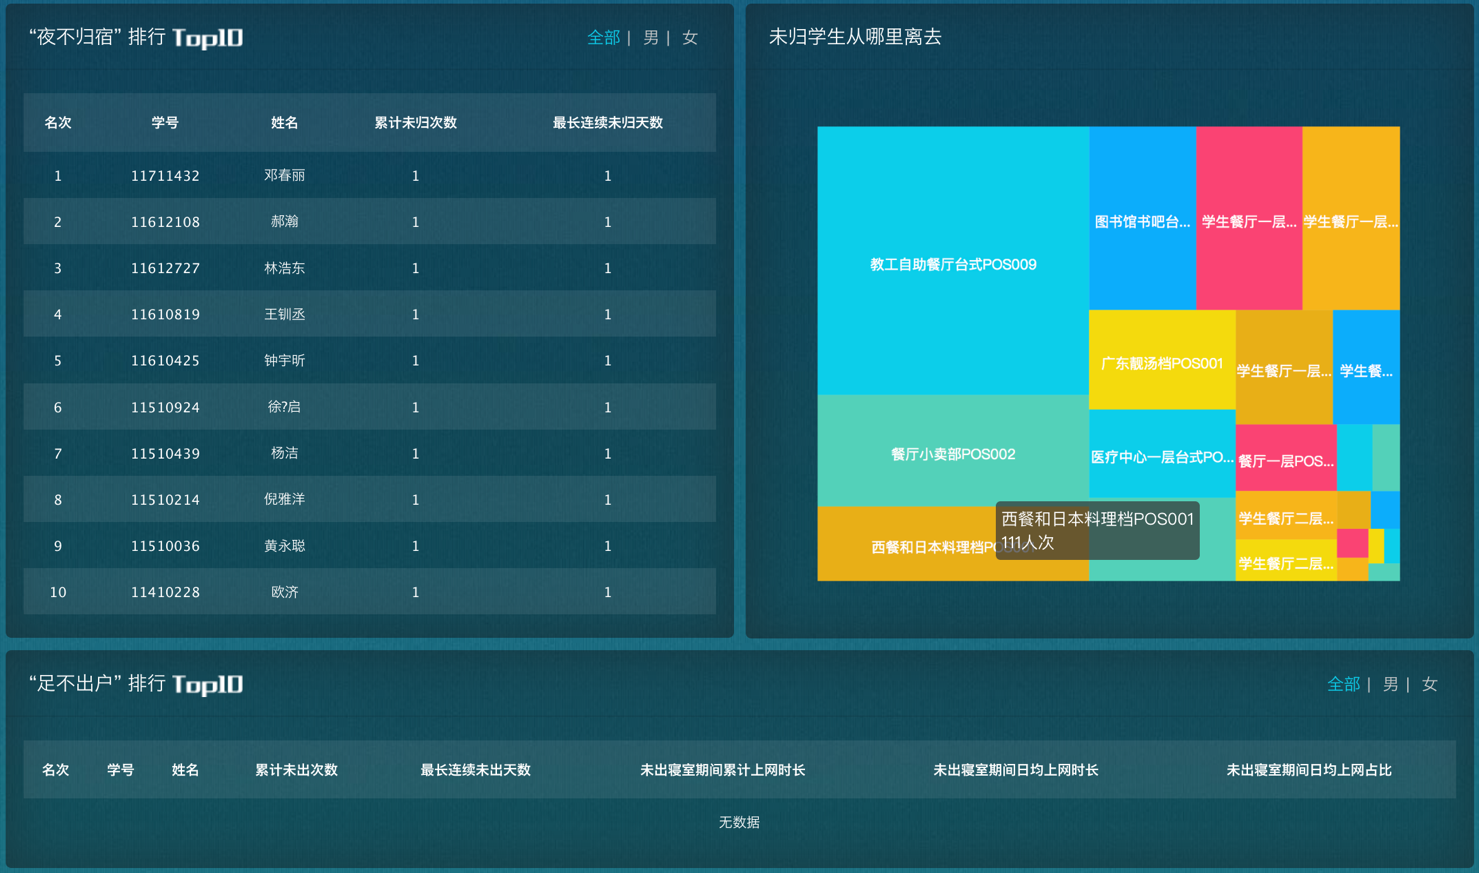 “夜不归宿” 排行 Top10
全部 | 男 | 女
名次 学号 姓名 累计未归次数 最长连续未归天数
1 11711432 邓春丽 1 1
2 11612108 郝瀚 1 1
3 11612727 林浩东 1 1
4 11610819 王钏丞 1 1
5 11610425 钟宇昕 1 1
6 11510924 徐?启 1 1
7 11510439 杨洁 1 1
8 11510214 倪雅洋 1 1
9 11510036 黄永聪 1 1
10 11410228 欧济 1 1
未归学生从哪里离去
教工自助餐厅台式POS009
图书馆书吧台...
学生餐厅一层...
学生餐厅一层...
广东靓汤档POS001
学生餐厅一层...
学生餐...
餐厅小卖部POS002
医疗中心一层台式PO...
餐厅一层POS...
学生餐厅二层...
学生餐厅二层...
西餐和日本料理档PO
西餐和日本料理档POS001
111人次
“足不出户” 排行 Top10
全部 | 男 | 女
名次 学号 姓名 累计未出次数 最长连续未出天数 未出寝室期间累计上网时长 未出寝室期间日均上网时长 未出寝室期间日均上网占比
无数据